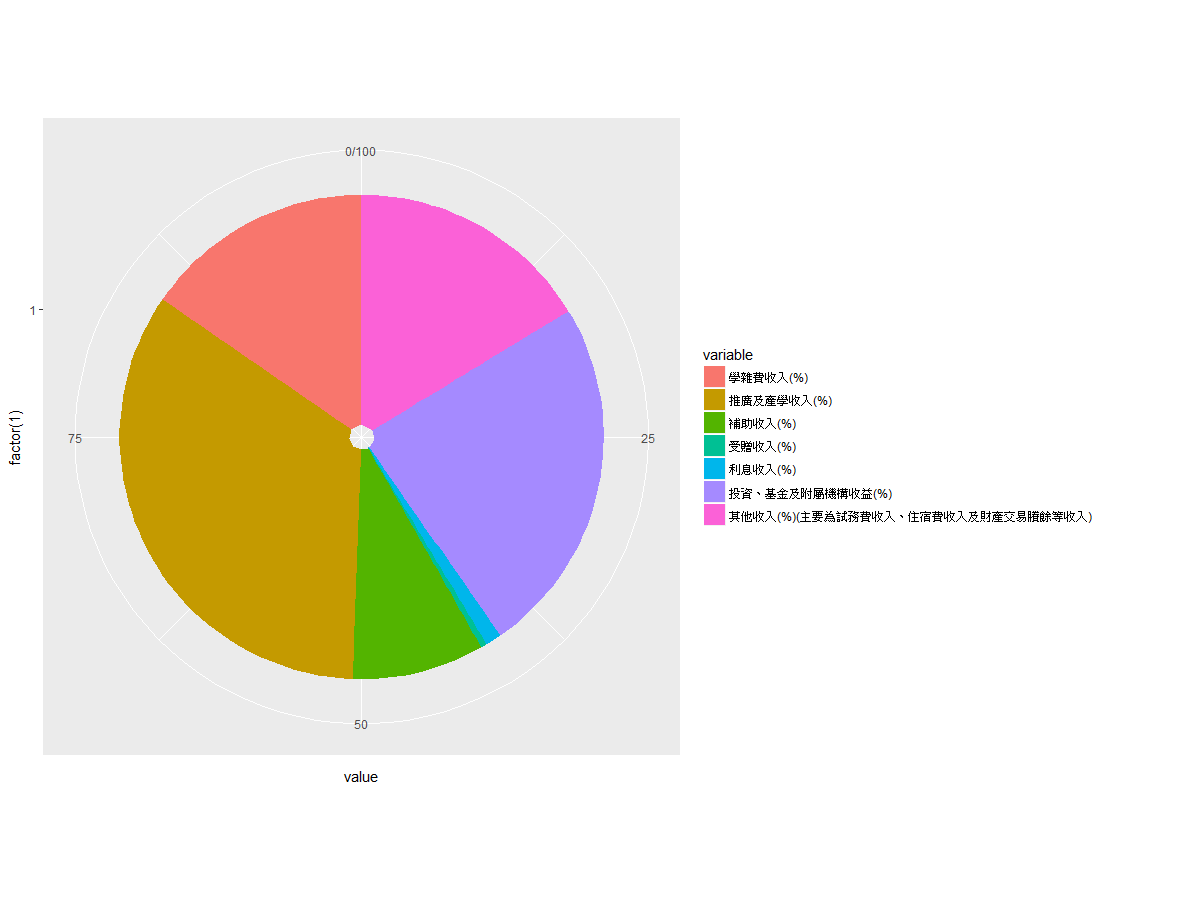 0/100
25
50
75
1
factor(1)
value
variable
學雜費收入(%)
推廣及產學收入(%)
補助收入(%)
受贈收入(%)
利息收入(%)
投資、基金及附屬機構收益(%)
其他收入(%)(主要為試務費收入、住宿費收入及財產交易賸餘等收入)